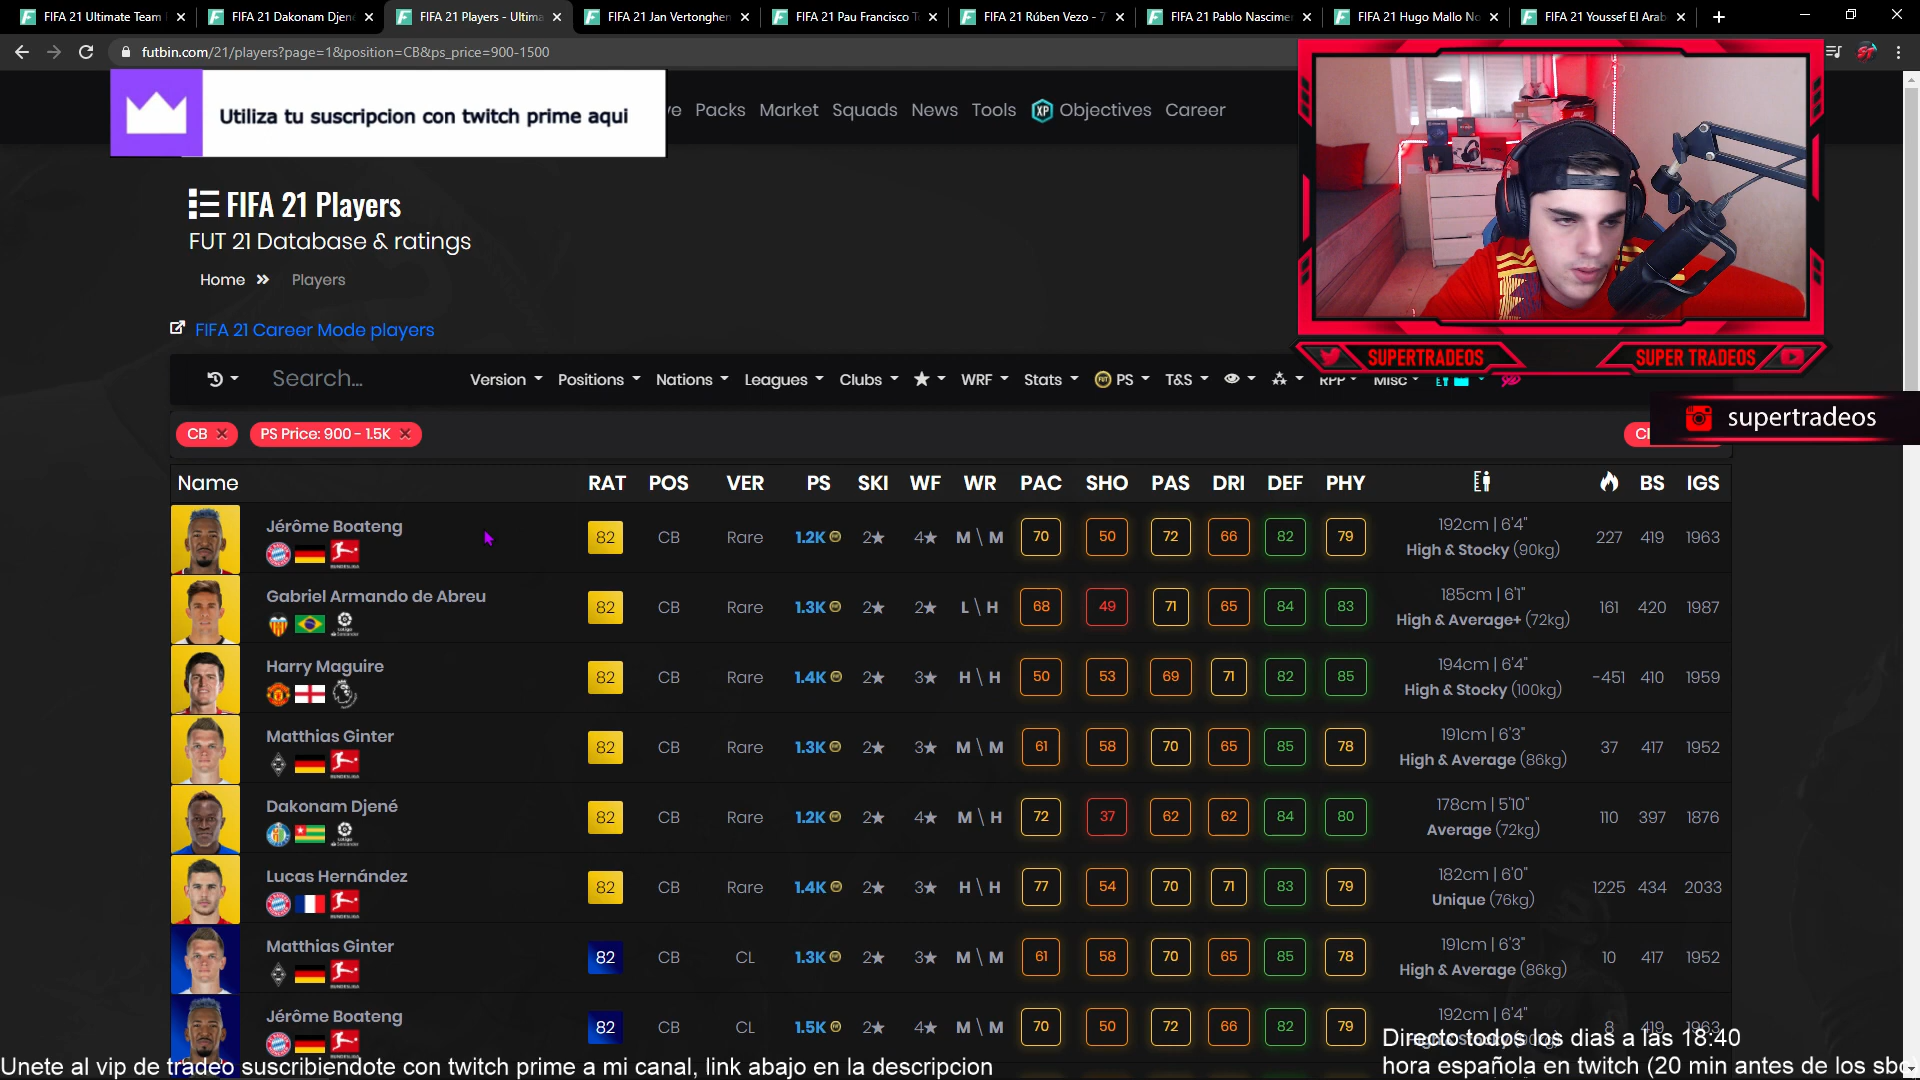 FIFA 21 Ultimate Team
FIFA 21 Dakonam Djen
FIFA 21 Players - Ultima
FIFA 21 Jan Vertonghen
FIFA 21 Pau Francisco T
FIFA 21 Rúben Vezo - 7
FIFA 21 Pablo Nascime
FIFA 21 Hugo Mallo No
FIFA 21 Youssef El Arab
futbin.com/21/players?page=1&position=CB&ps_price=900-1500
Utiliza tu suscripcion con twitch prime aqui
Packs Market Squads News Tools XP Objectives Career
FIFA 21 Players
FUT 21 Database & ratings
Home » Players
FIFA 21 Career Mode players
SUPERTRADEOS SUPER TRADEOS
Search... Version Positions Nations Leagues Clubs ★ WRF Stats PS T&S RPP Misc
supertradeos
CB PS Price: 900 - 1.5K
Name RAT POS VER PS SKI WF WR PAC SHO PAS DRI DEF PHY BS IGS
Jérôme Boateng 82 CB Rare 1.2K 2★ 4★ M \ M 70 50 72 66 82 79 192cm | 6'4" 227 419 1963
High & Stocky (90kg)
Gabriel Armando de Abreu 82 CB Rare 1.3K 2★ 2★ L \ H 68 49 71 65 84 83 185cm | 6'1" 161 420 1987
High & Average+ (72kg)
Harry Maguire 82 CB Rare 1.4K 2★ 3★ H \ H 50 53 69 71 82 85 194cm | 6'4" -451 410 1959
High & Stocky (100kg)
Matthias Ginter 82 CB Rare 1.3K 2★ 3★ M \ M 61 58 70 65 85 78 191cm | 6'3" 37 417 1952
High & Average (86kg)
Dakonam Djené 82 CB Rare 1.2K 2★ 4★ M \ H 72 37 62 62 84 80 178cm | 5'10" 110 397 1876
Average (72kg)
Lucas Hernández 82 CB Rare 1.4K 2★ 3★ H \ H 77 54 70 71 83 79 182cm | 6'0" 1225 434 2033
Unique (76kg)
Matthias Ginter 82 CB CL 1.3K 2★ 3★ M \ M 61 58 70 65 85 78 191cm | 6'3" 10 417 1952
High & Average (86kg)
Jérôme Boateng 82 CB CL 1.5K 2★ 4★ M \ M 70 50 72 66 82 79 192cm | 6'4" 8 419 1963
Directo todos los dias a las 18:40
hora española en twitch (20 min antes de los sbc
Unete al vip de tradeo suscribiendote con twitch prime a mi canal, link abajo en la descripcion